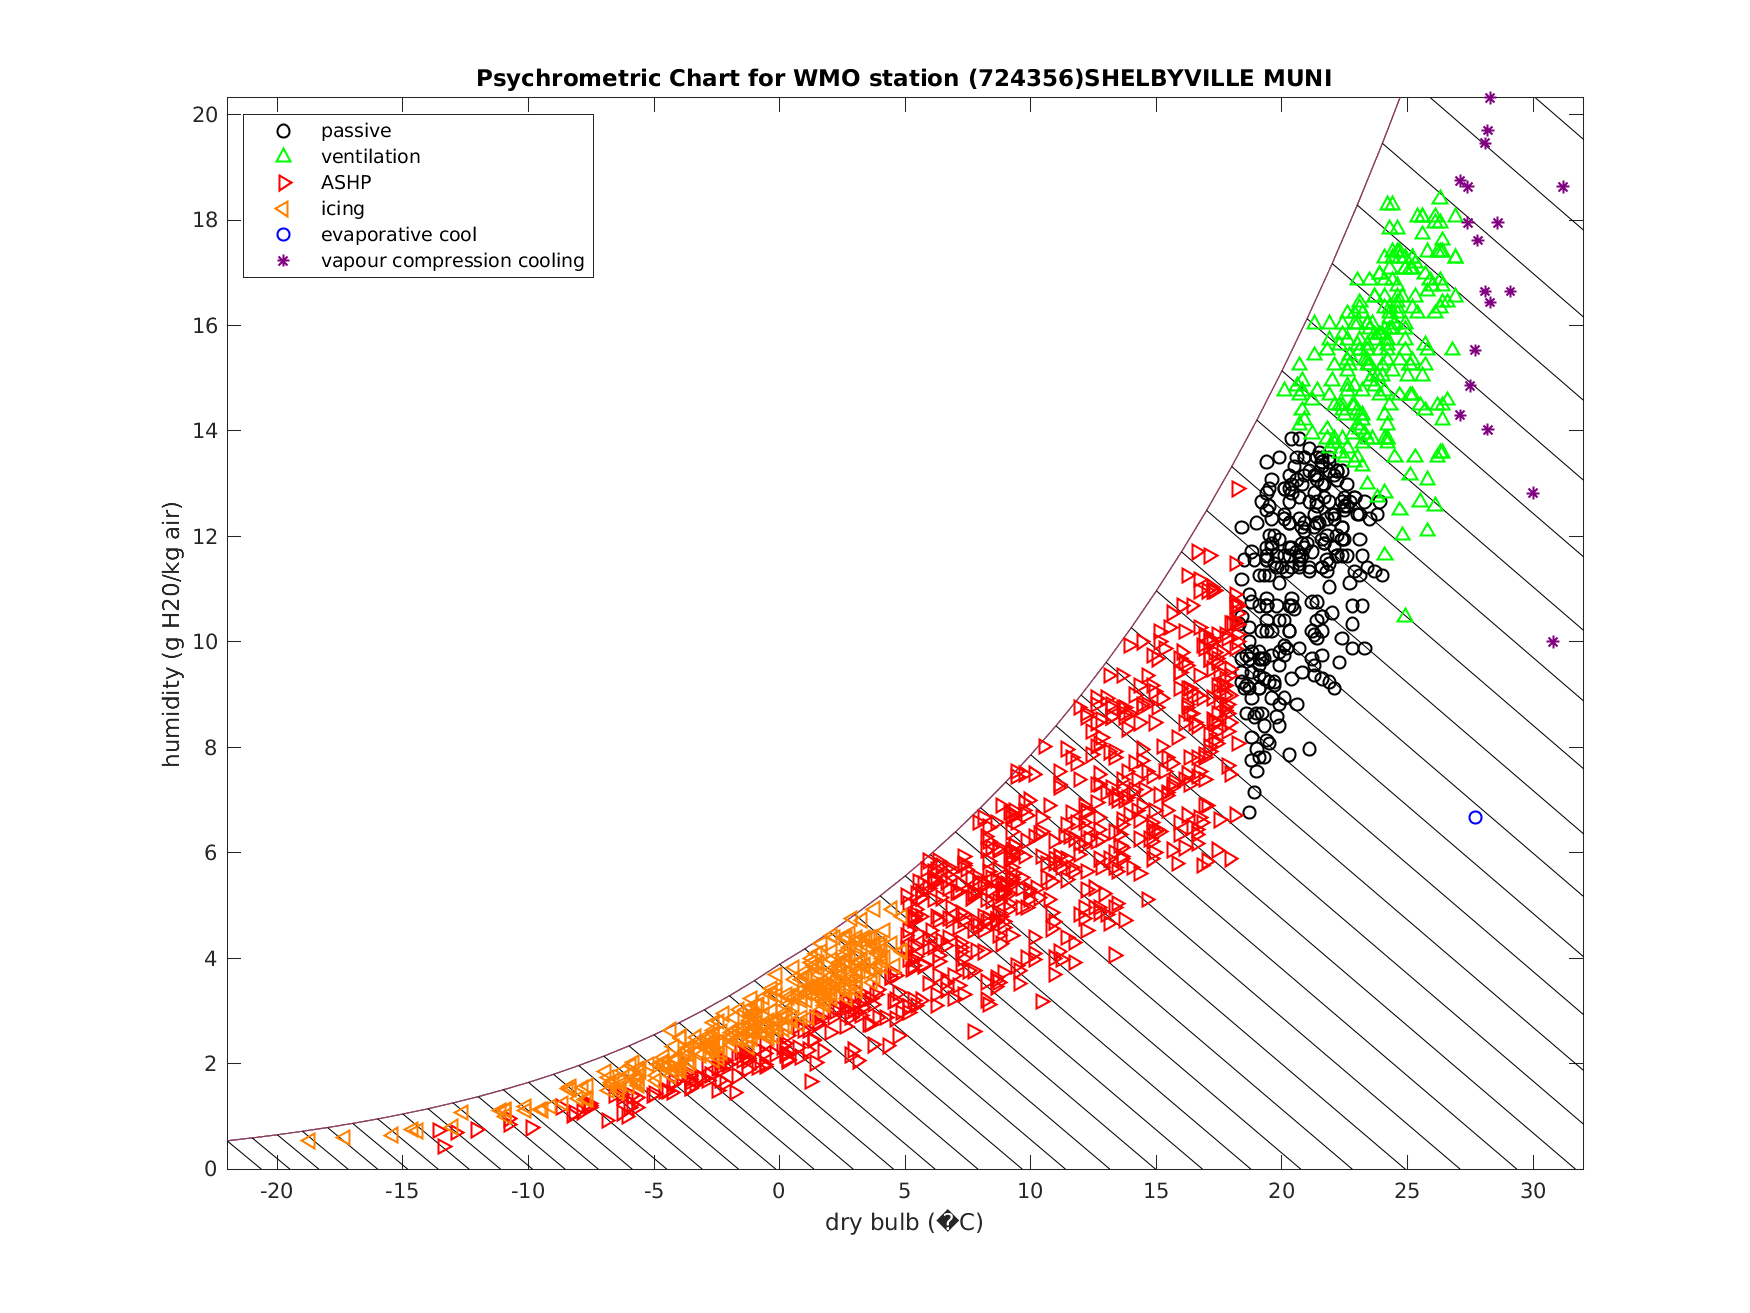 Psychrometric Chart for WMO station (724356)SHELBYVILLE MUNI
passive
ventilation
ASHP
icing
evaporative cool
vapour compression cooling
humidity (g H20/kg air)
20
18
16
14
12
10
8
6
4
2
0
-20 -15 -10 -5 0 5 10 15 20 25 30
dry bulb (�C)